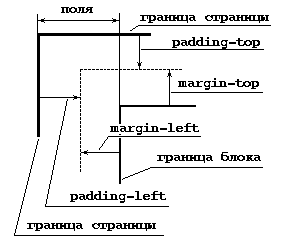 поля
граница страницы
padding-top
margin-top
margin-left
граница блока
padding-left
граница страницы